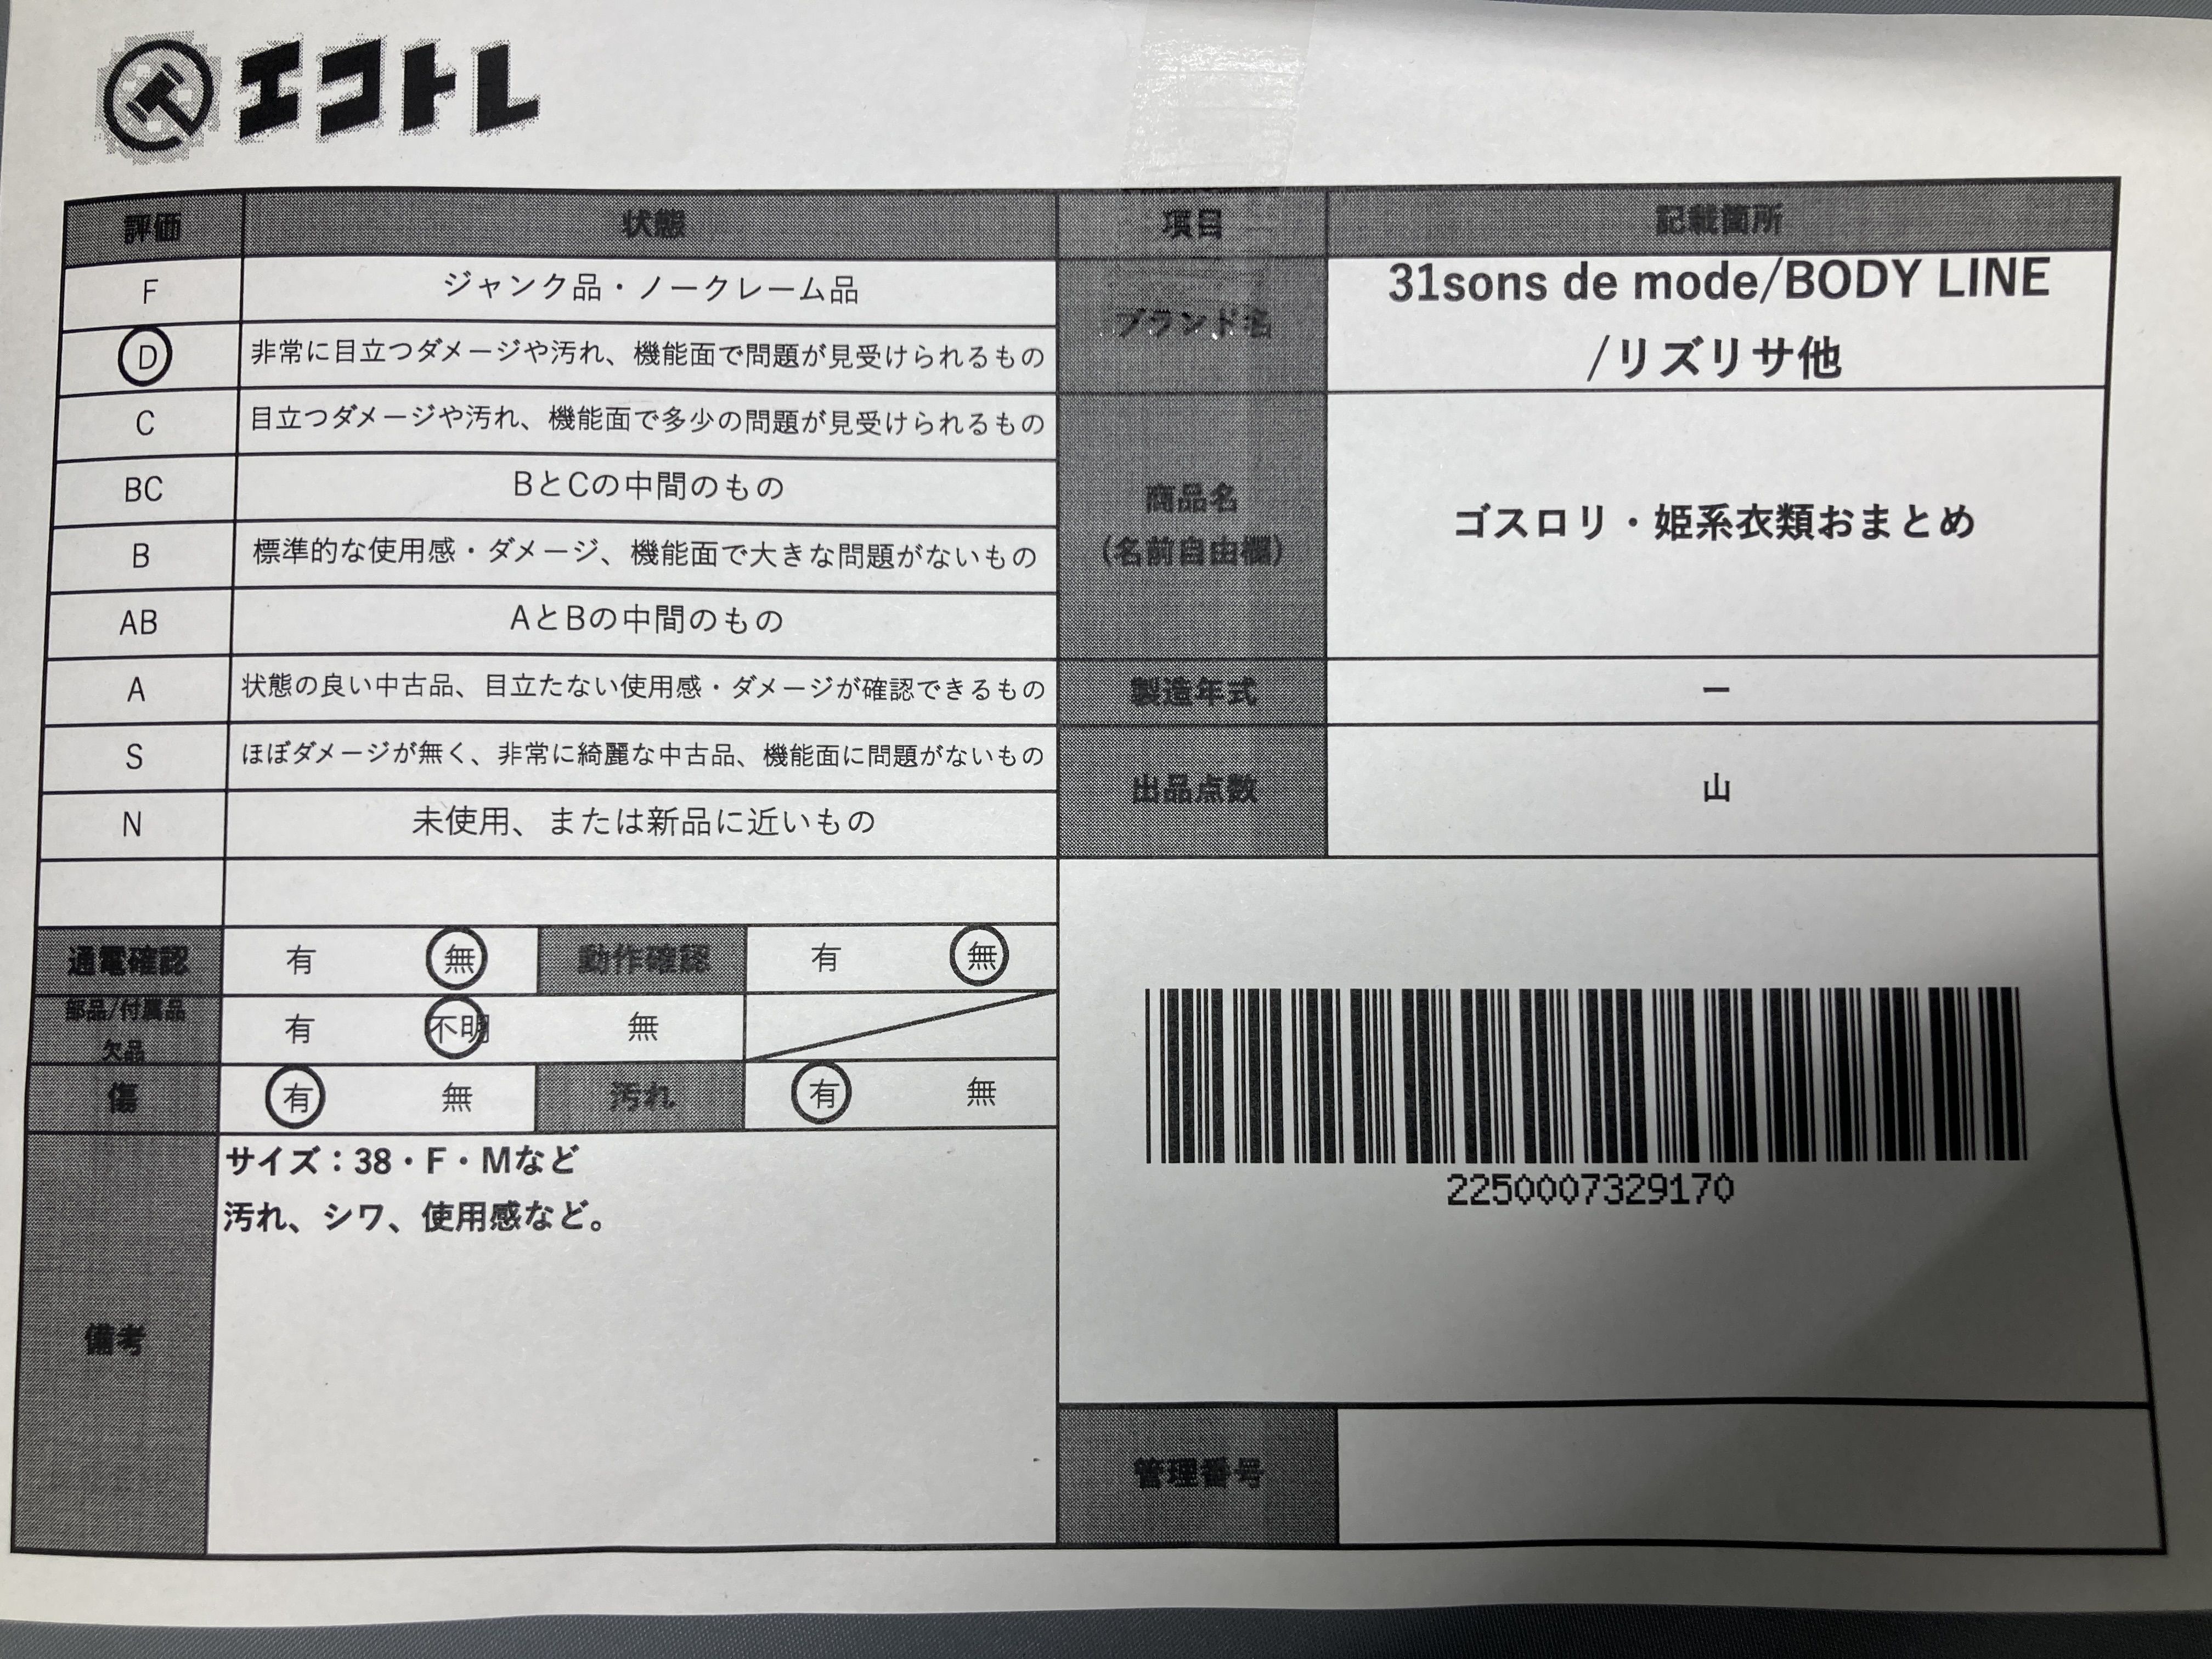 エコトレ
評価 状態 項目 記載箇所
F ジャンク品・ノークレーム品
D 非常に目立つダメージや汚れ、機能面で問題が見受けられるもの
C 目立つダメージや汚れ、機能面で多少の問題が見受けられるもの
BC BとCの中間のもの
B 標準的な使用感・ダメージ、機能面で大きな問題がないもの
AB AとBの中間のもの
A 状態の良い中古品、目立たない使用感・ダメージが確認できるもの
S ほぼダメージが無く、非常に綺麗な中古品、機能面に問題がないもの
N 未使用、または新品に近いもの
通電確認 有 無 動作確認 有 無
部品/付属品
欠品 有 不明 無
傷 有 無 汚れ 有 無
備考
サイズ：38・F・Mなど
汚れ、シワ、使用感など。
ブランド名
31sons de mode/BODY LINE
/リズリサ他
商品名
(名前自由欄)
ゴスロリ・姫系衣類おまとめ
製造年式 ー
出品点数 山
2250007329170
管理番号